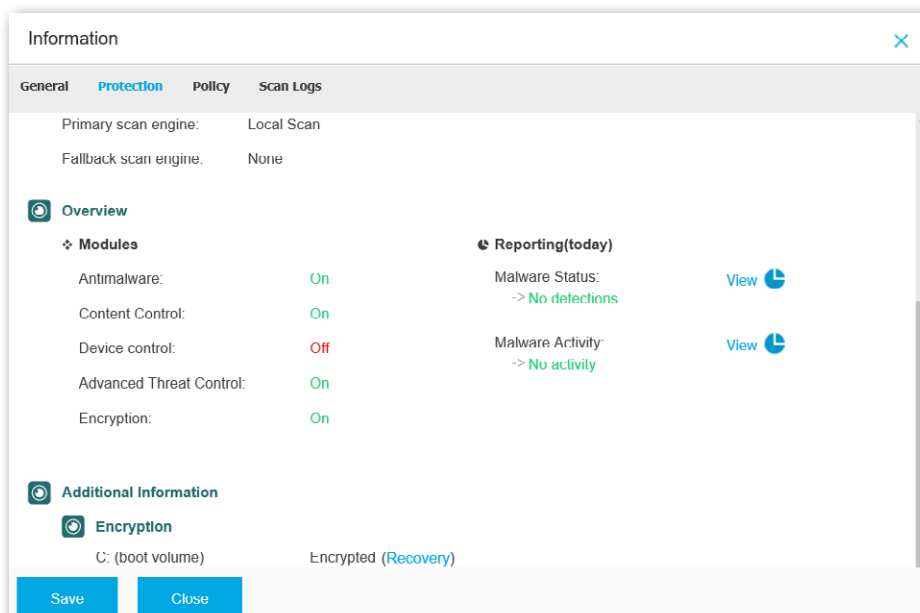 Information
General Protection Policy Scan Logs
Primary scan engine: Local Scan
Fallback scan engine: None
Overview
Modules
Reporting(today)
Antimalware: On
Malware Status: View
-> No detections
Content Control: On
Device control: Off
Malware Activity: View
-> No activity
Advanced Threat Control: On
Encryption: On
Additional Information
Encryption
C: (boot volume) Encrypted (Recovery)
Save Close